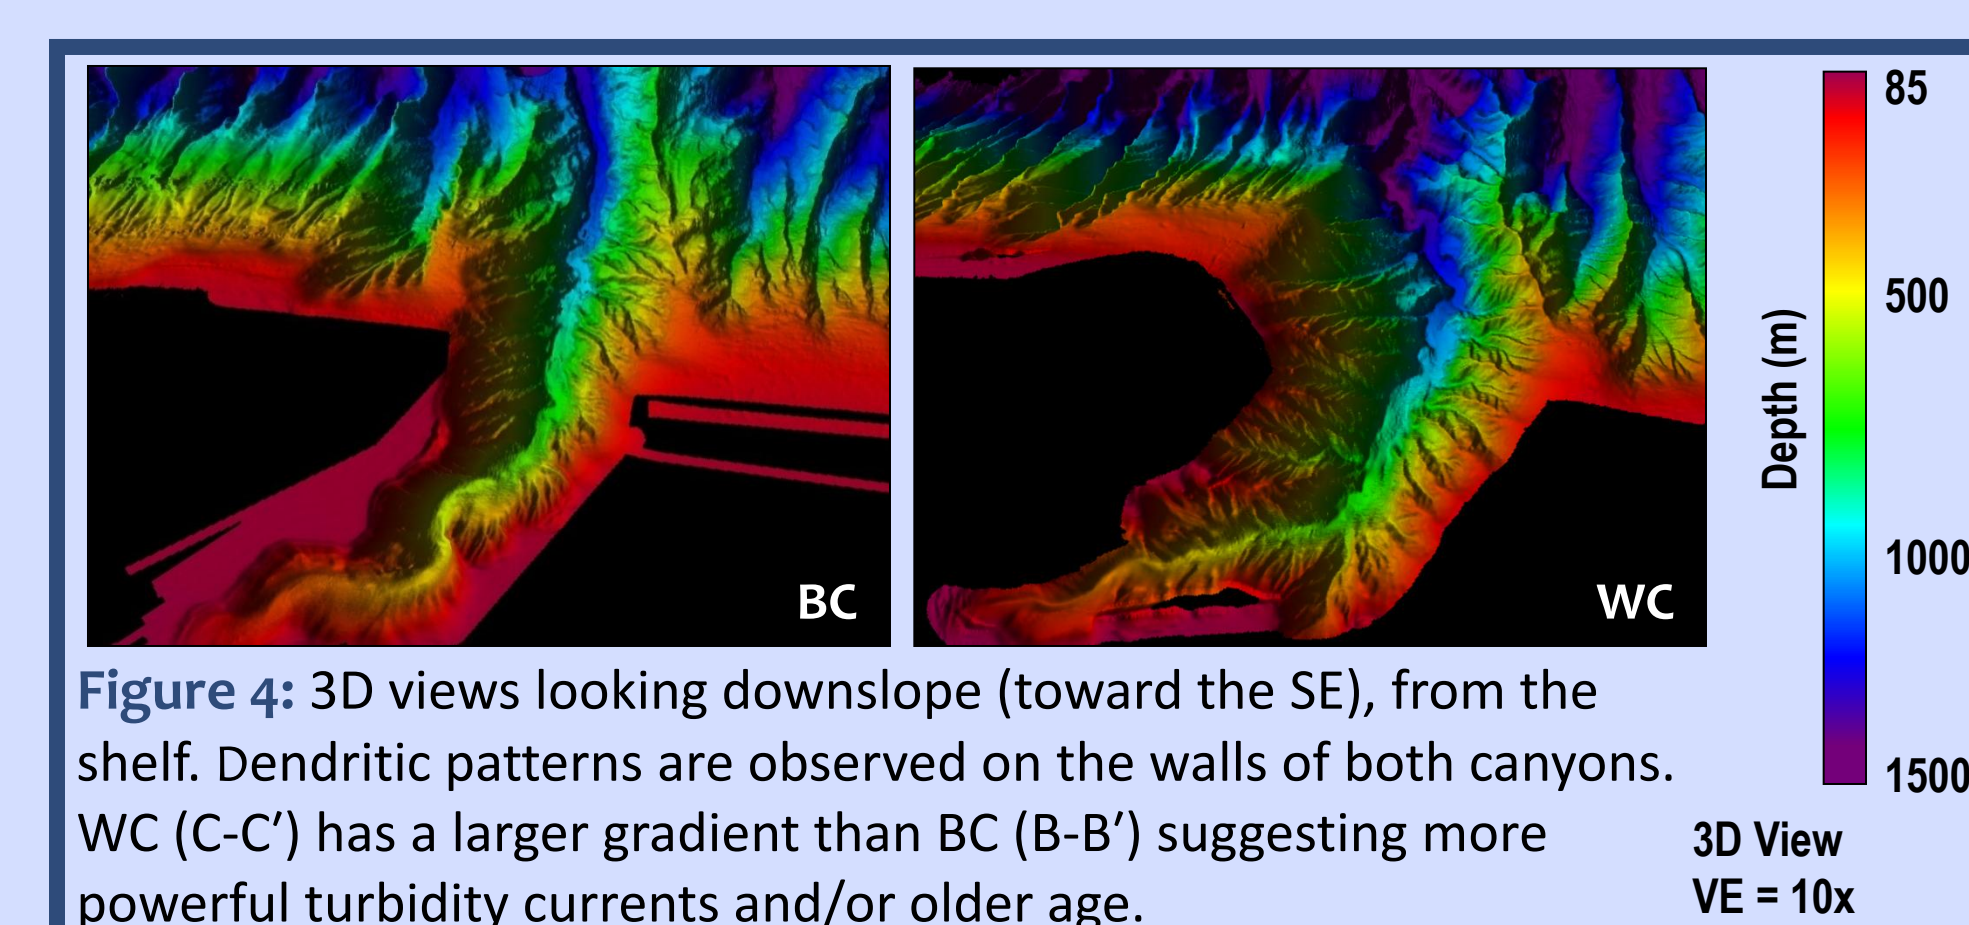 BC
WC
85
500
1000
1500
Depth (m)
3D View
VE = 10x
Figure 4: 3D views looking downslope (toward the SE), from the
shelf. Dendritic patterns are observed on the walls of both canyons.
WC (C-C′) has a larger gradient than BC (B-B′) suggesting more
powerful turbidity currents and/or older age.